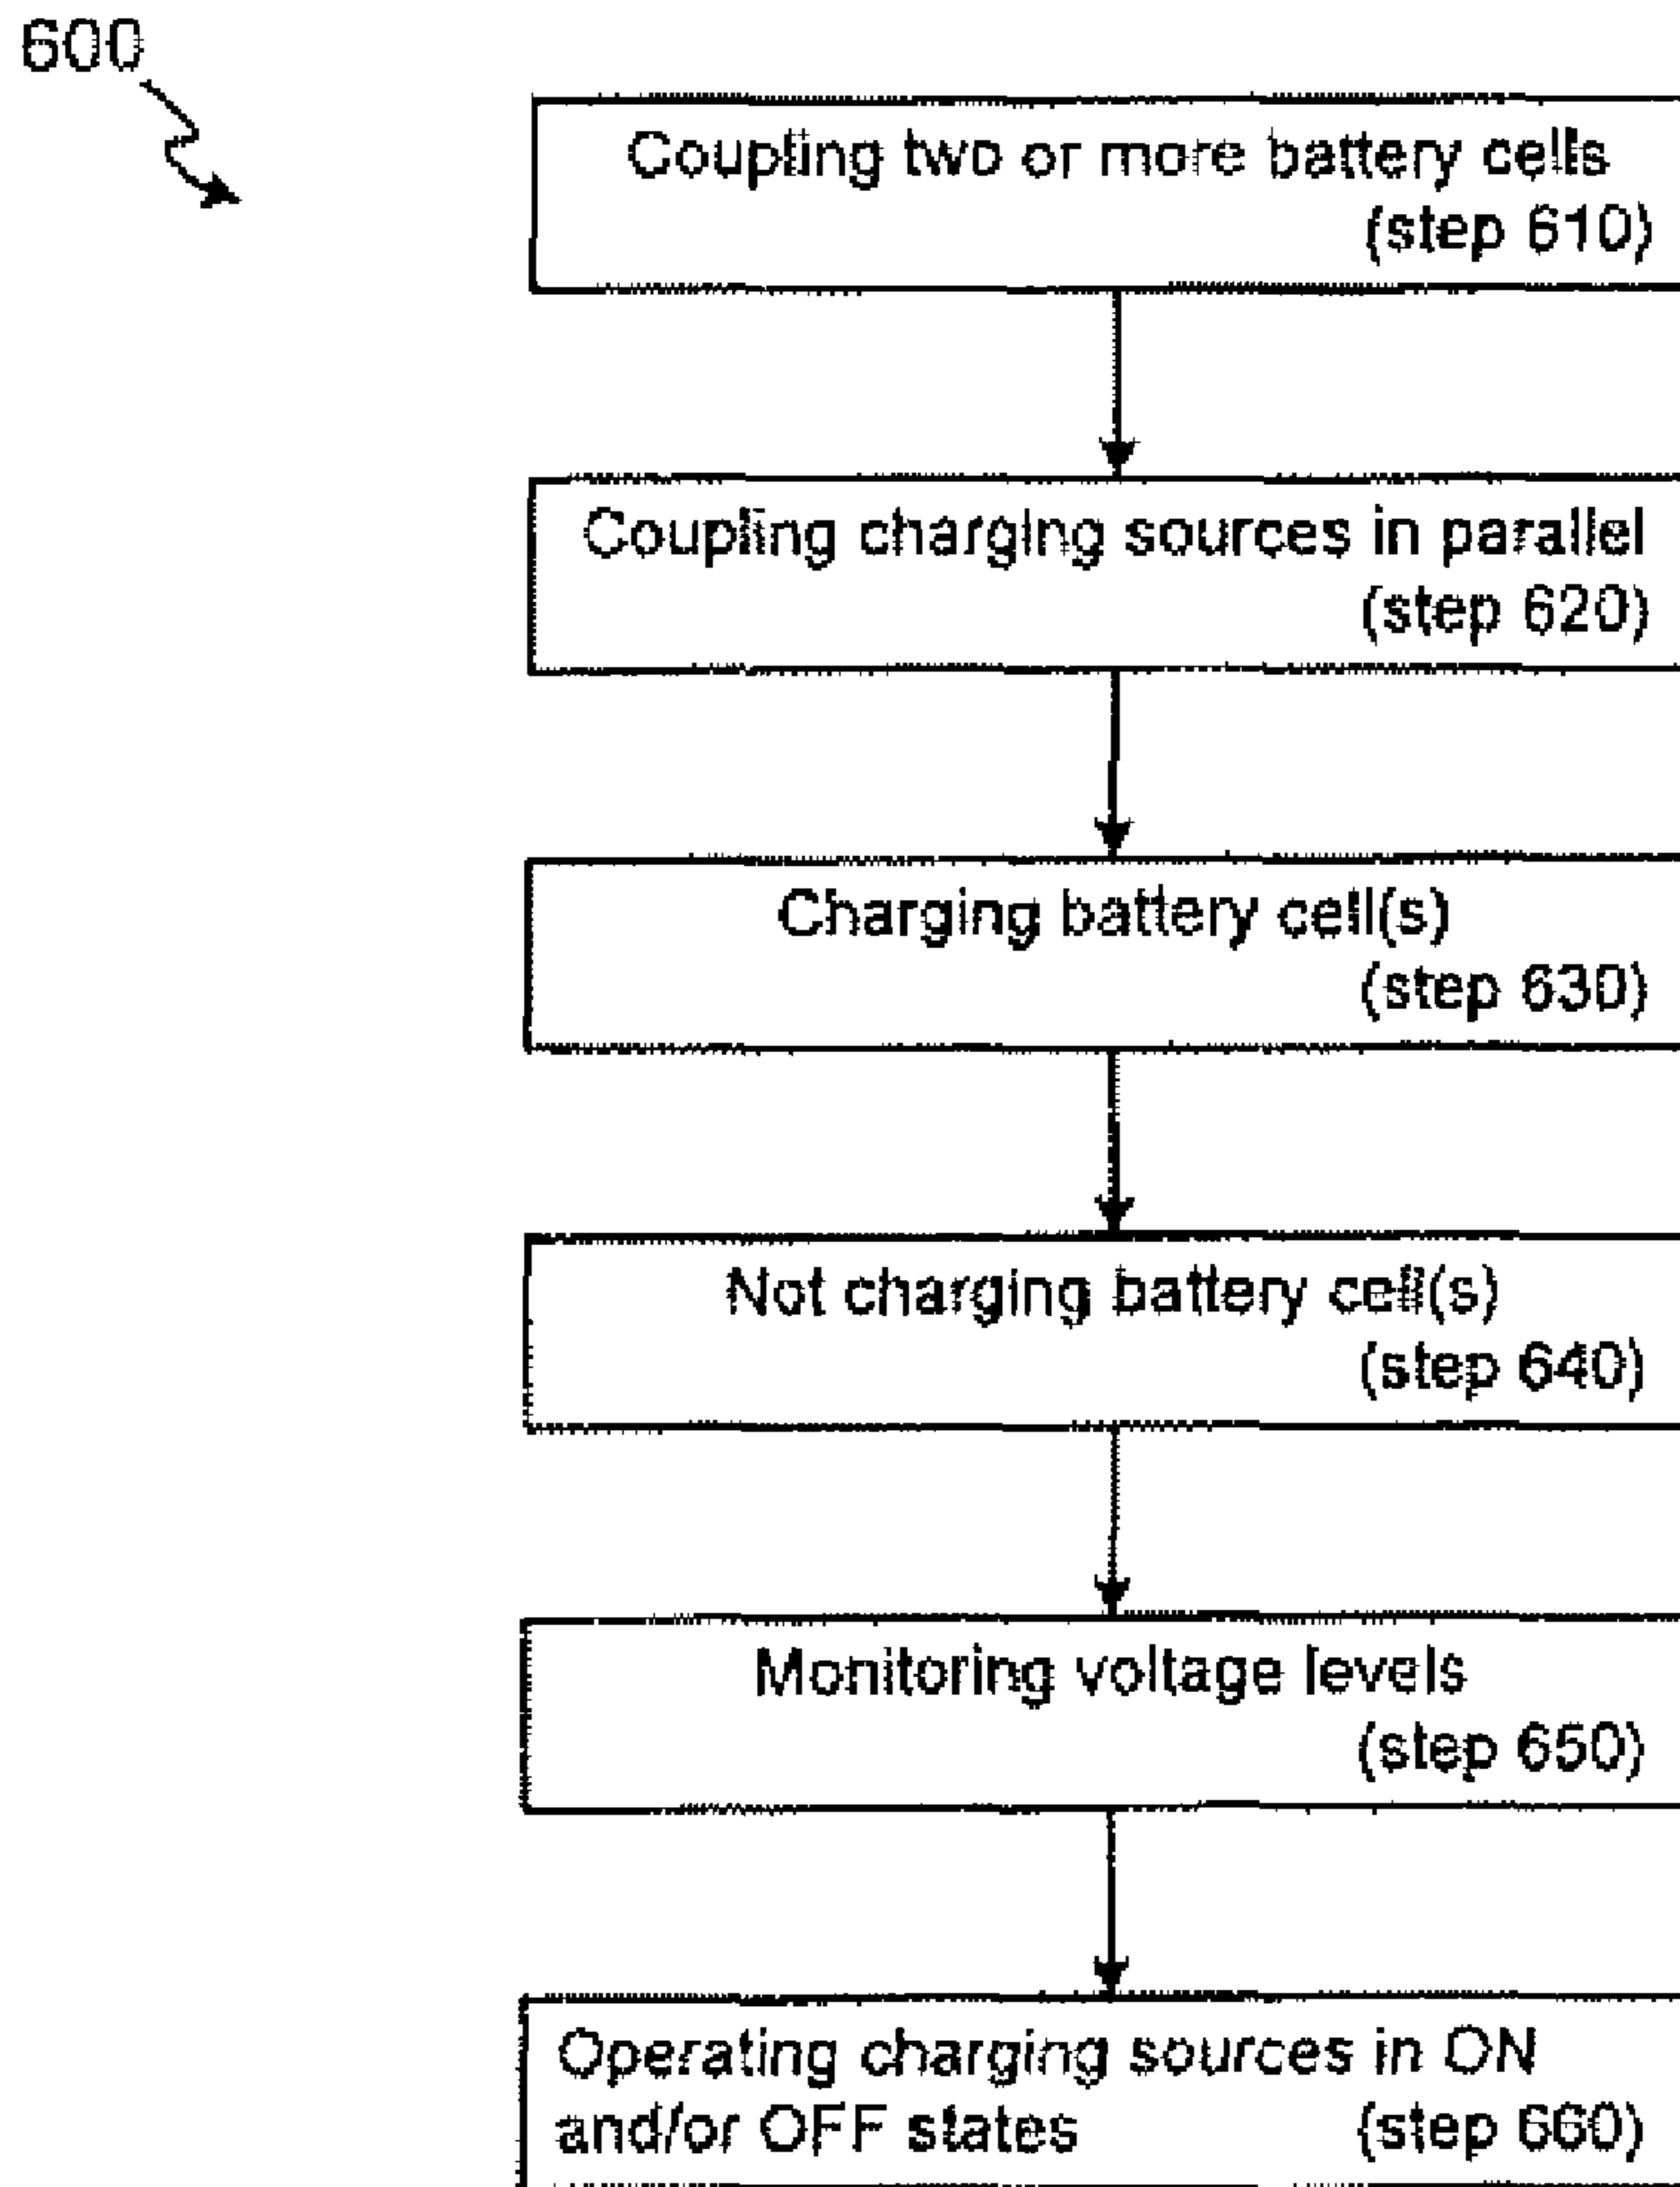 600
Coupling two or more battery cells
(step 610)
Coupling charging sources in parallel
(step 620)
Charging battery cell(s)
(step 630)
Not charging battery cell(s)
(step 640)
Monitoring voltage levels
(step 650)
Operating charging sources in ON
and/or OFF states (step 660)